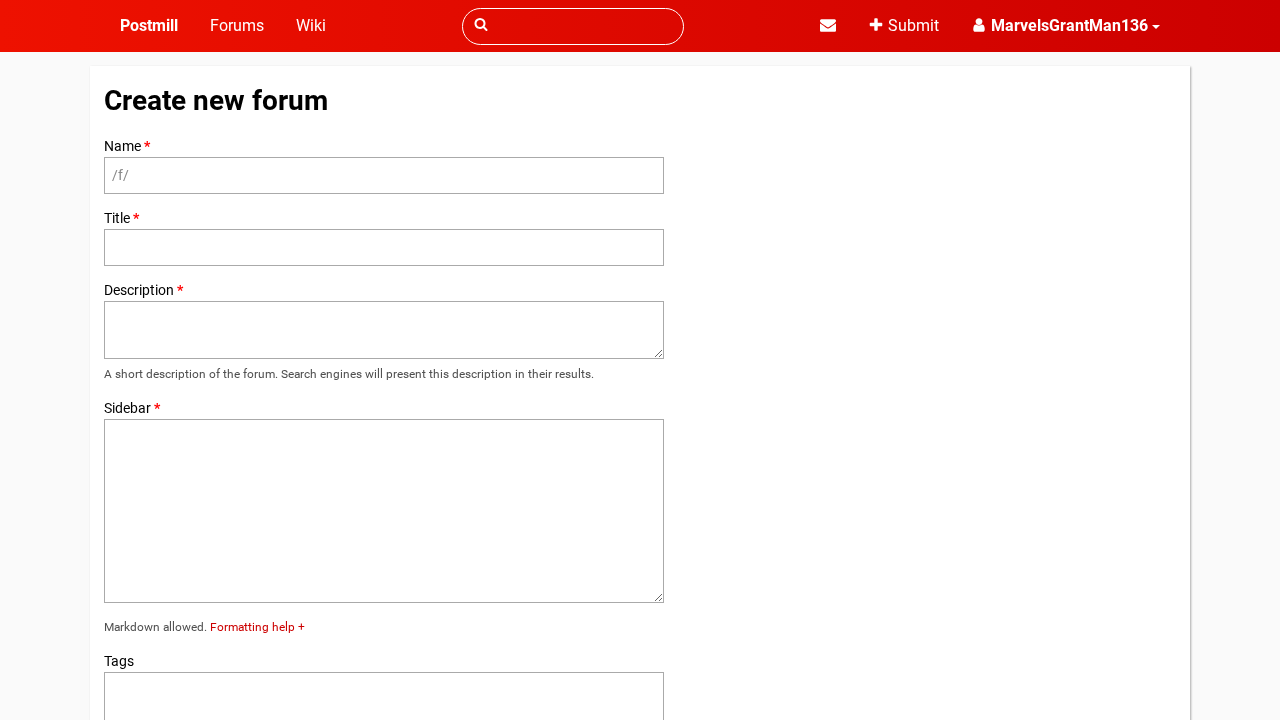 Postmill Forums Wiki Submit MarvelsGrantMan136
Create new forum
Name *
/f/
Title *
Description *
A short description of the forum. Search engines will present this description in their results.
Sidebar *
Markdown allowed. Formatting help +
Tags